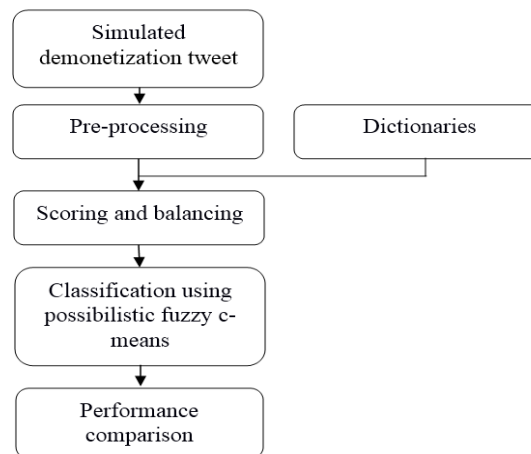 Simulated
demonetization tweet
Pre-processing
Dictionaries
Scoring and balancing
Classification using
possibilistic fuzzy c-
means
Performance
comparison